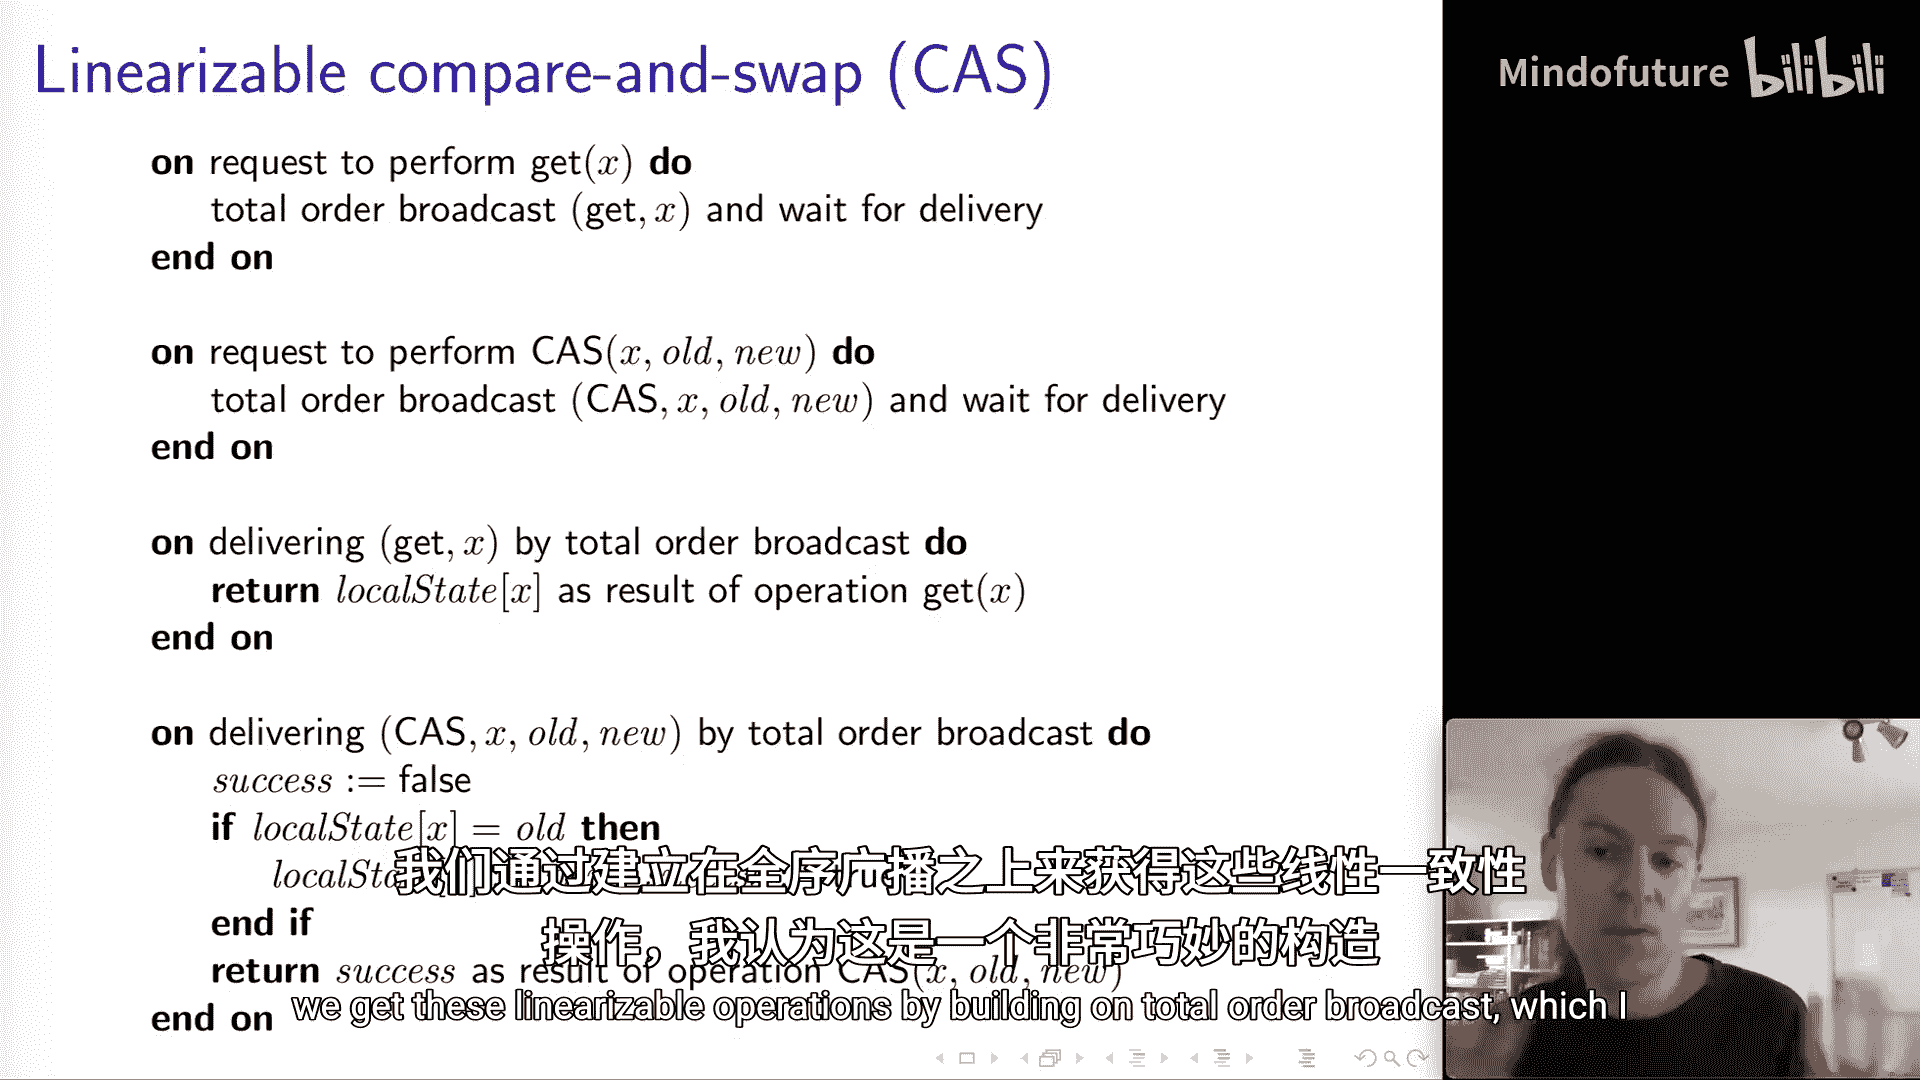 Linearizable compare-and-swap (CAS)
Mindofuture bilibili
on request to perform get(x) do
total order broadcast (get, x) and wait for delivery
end on
on request to perform CAS(x, old, new) do
total order broadcast (CAS, x, old, new) and wait for delivery
end on
on delivering (get, x) by total order broadcast do
return localState[x] as result of operation get(x)
end on
on delivering (CAS, x, old, new) by total order broadcast do
success := false
if localState[x] = old then
end if
return success as result of operation CAS(x, old, new)
end on
我们通过建立在全序广播之上来获得这些线性一致性
操作，我认为这是一个非常巧妙的构造
we get these linearizable operations by building on total order broadcast, which I